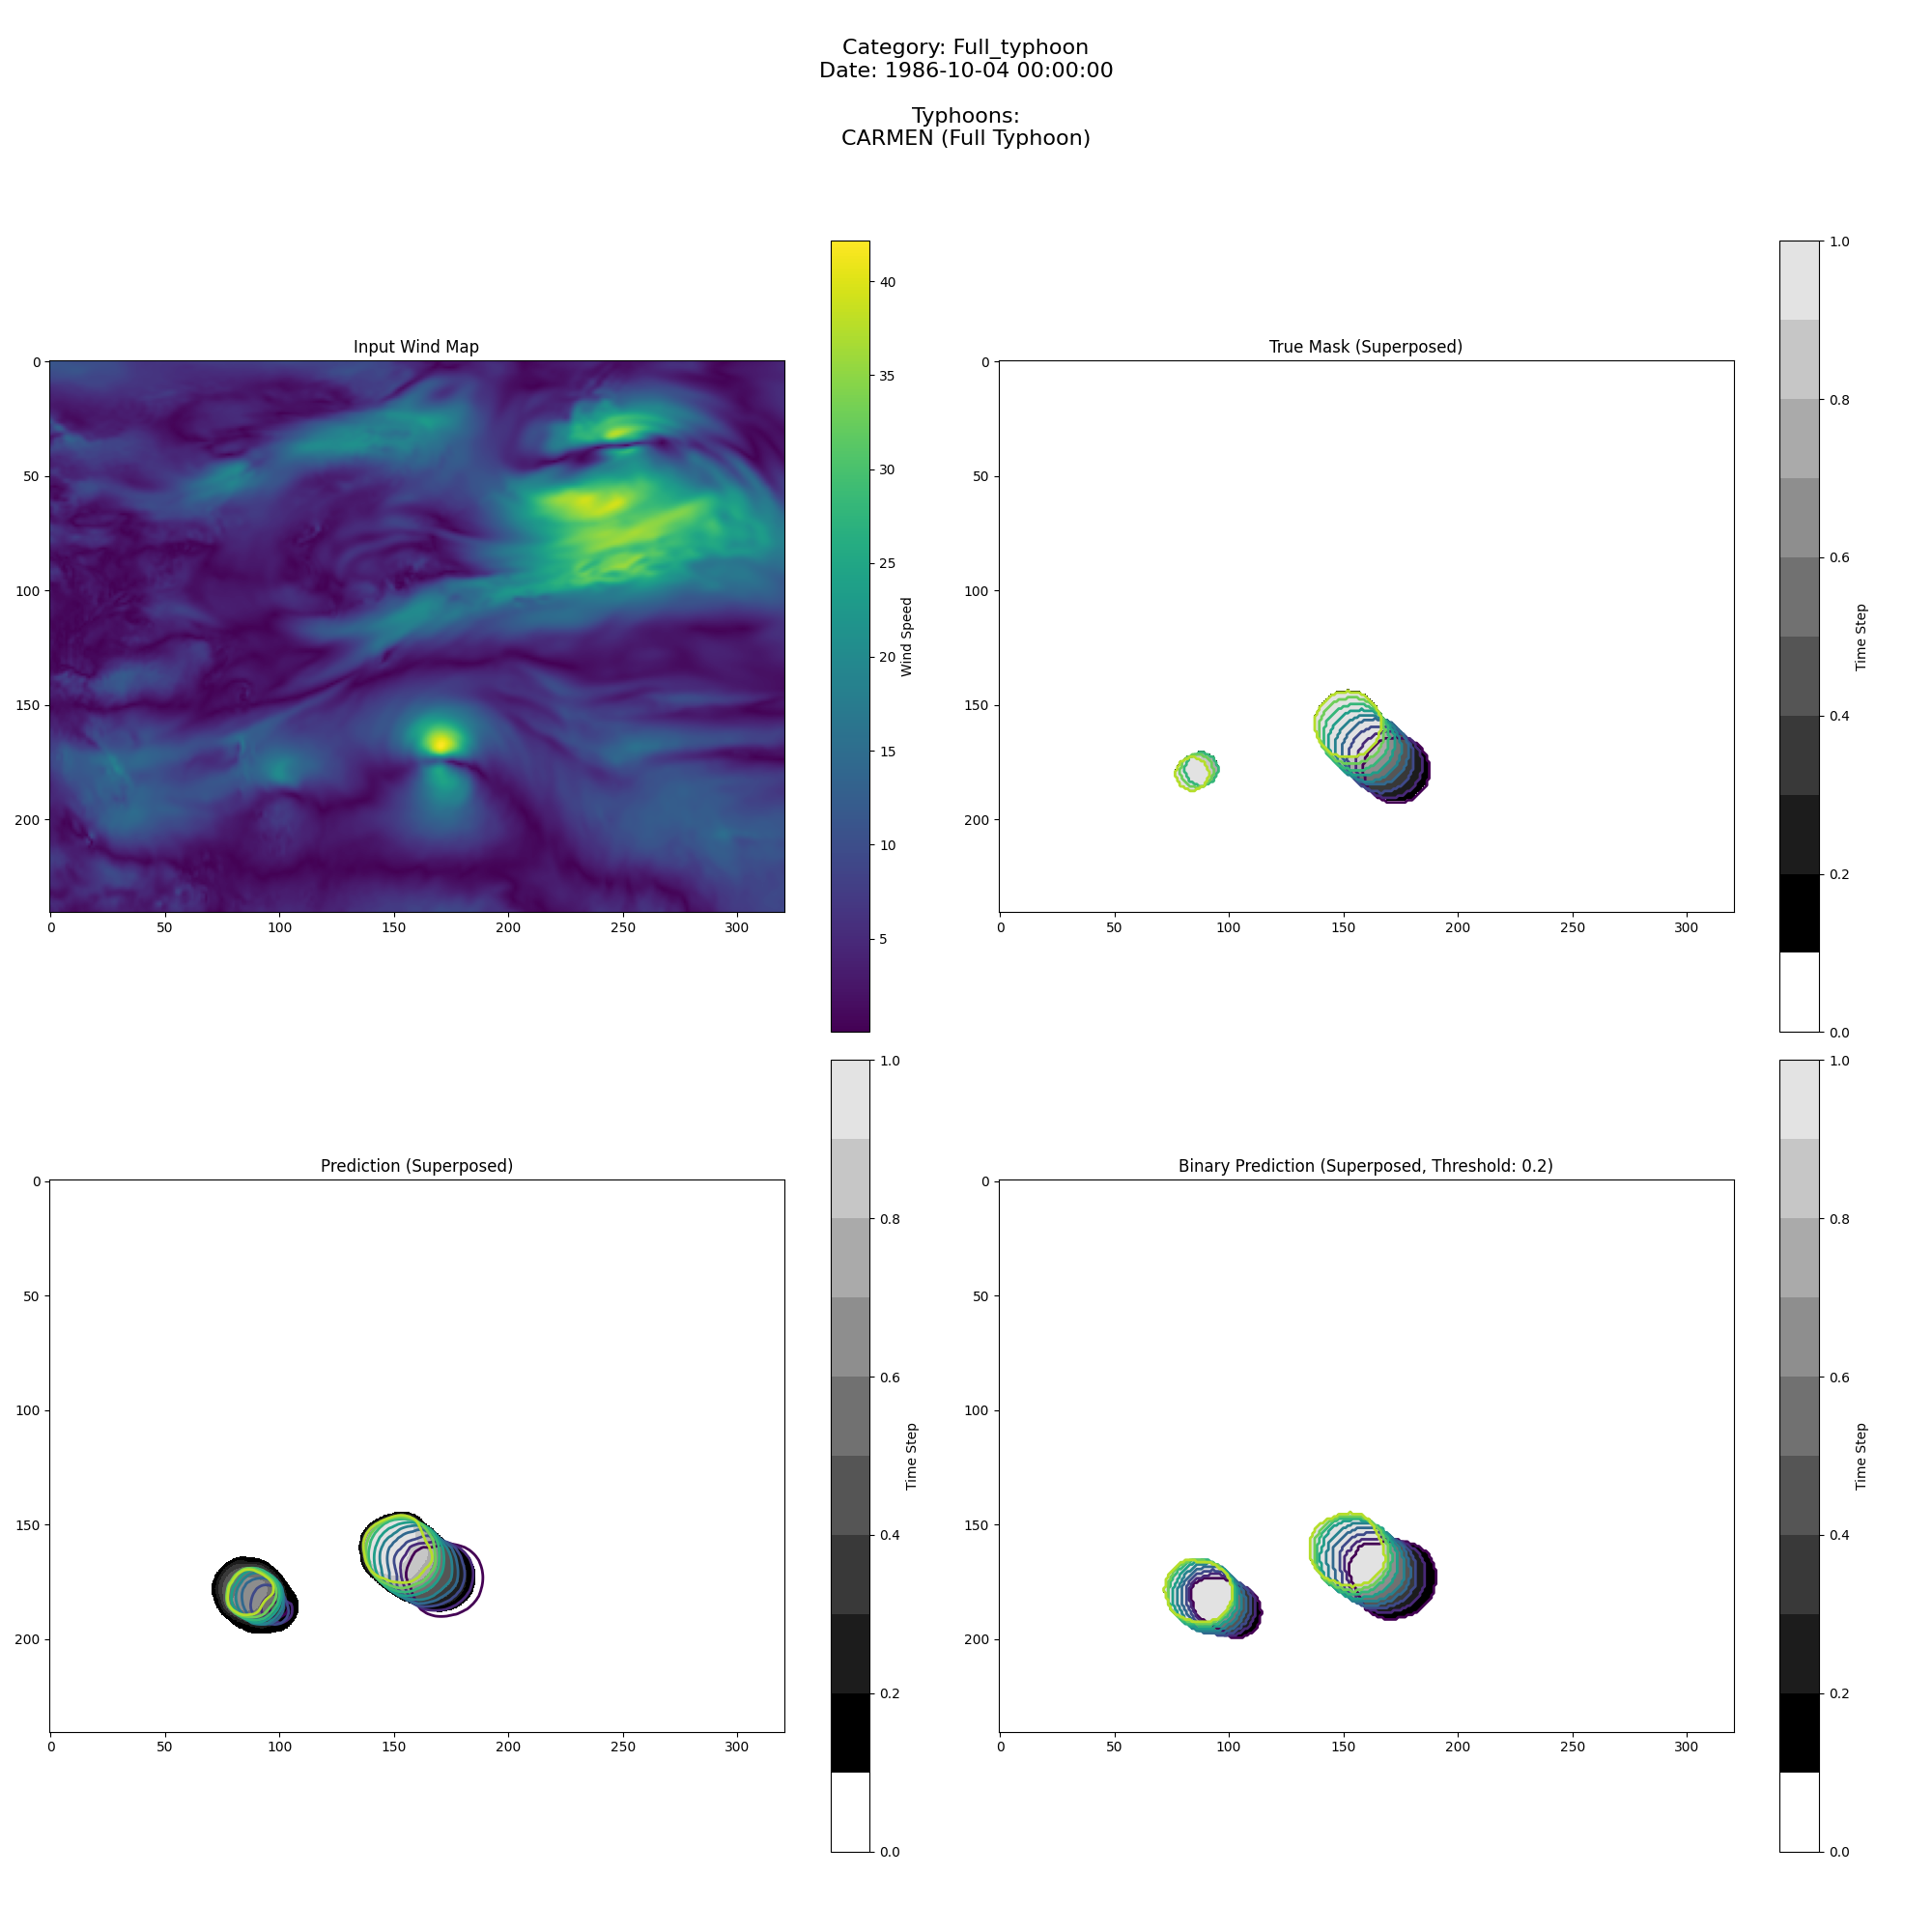 Category: Full_typhoon
Date: 1986-10-04 00:00:00
Typhoons:
CARMEN (Full Typhoon)
Input Wind Map
0
50
100
150
200
0 50 100 150 200 250 300
40
35
30
25
20
15
10
5
Wind Speed
True Mask (Superposed)
0
50
100
150
200
0 50 100 150 200 250 300
1.0
0.8
0.6
0.4
0.2
0.0
Time Step
Prediction (Superposed)
0
50
100
150
200
0 50 100 150 200 250 300
1.0
0.8
0.6
0.4
0.2
0.0
Time Step
Binary Prediction (Superposed, Threshold: 0.2)
0
50
100
150
200
0 50 100 150 200 250 300
1.0
0.8
0.6
0.4
0.2
0.0
Time Step